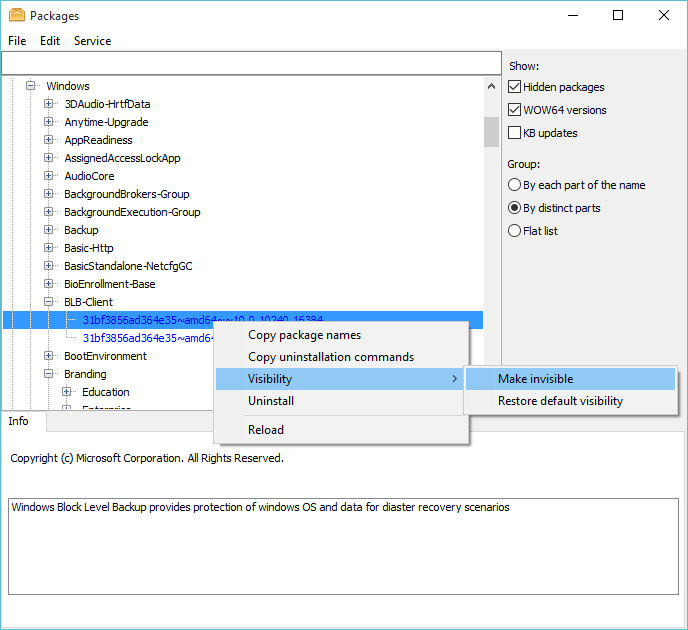 Packages
File Edit Service
Show:
Windows
Hidden packages
3DAudio-HrtfData
WOW64 versions
Anytime-Upgrade
KB updates
AppReadiness
AssignedAccessLockApp
Group:
AudioCore
By each part of the name
BackgroundBrokers-Group
By distinct parts
BackgroundExecution-Group
Flat list
Backup
Basic-Http
BasicStandalone-NetcfgGC
BioEnrollment-Base
BLB-Client
31bf3856ad364e35~amd64~~10.0.10240.16384
31bf3856ad364e35~amd64
Copy package names
BootEnvironment
Copy uninstallation commands
Branding
Visibility
Make invisible
Education
Uninstall
Restore default visibility
Enterprise
Info
Reload
Copyright (c) Microsoft Corporation. All Rights Reserved.
Windows Block Level Backup provides protection of windows OS and data for diaster recovery scenarios